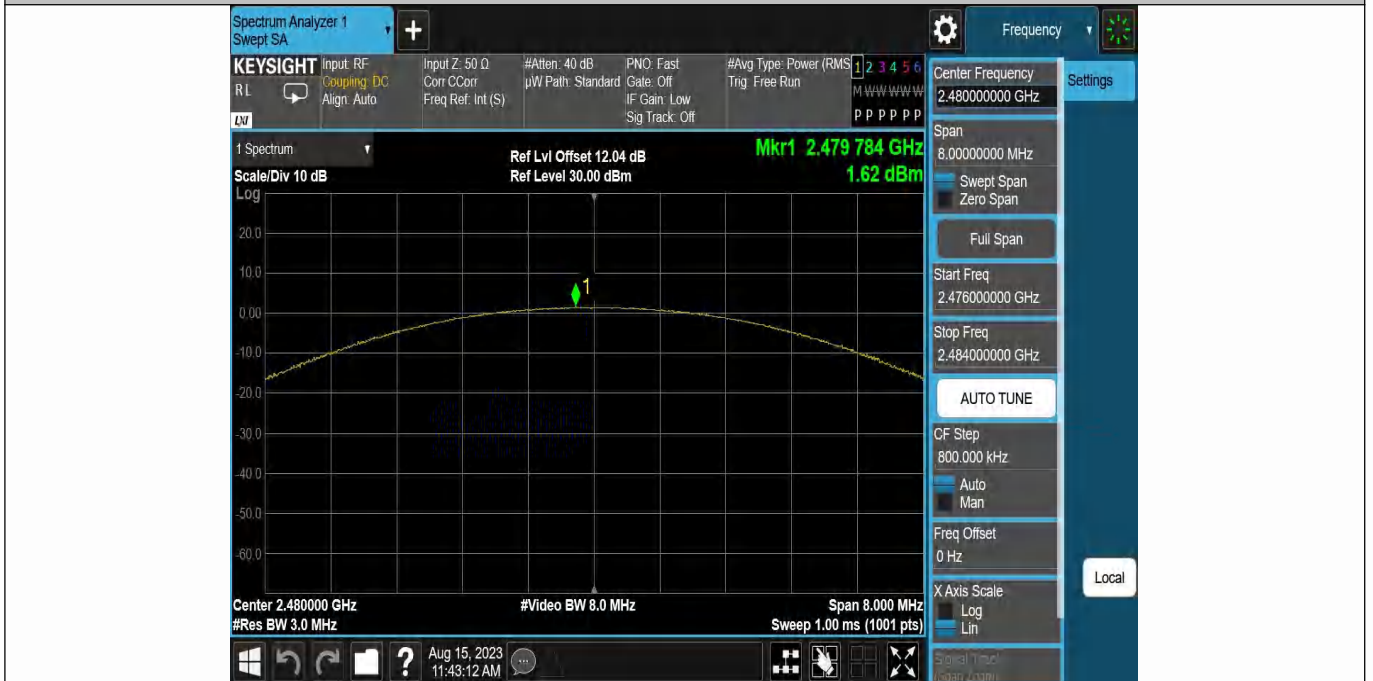 Spectrum Analyzer 1
Swept SA
+
Frequency
KEYSIGHT
R L
LXI
Input: RF
Coupling: DC
Align: Auto
Input Z: 50 Ω
Corr CCorr
Freq Ref: Int (S)
#Atten: 40 dB
µW Path: Standard
PNO: Fast
Gate: Off
IF Gain: Low
Sig Track: Off
#Avg Type: Power (RMS
Trig: Free Run
1 2 3 4 5 6
M W W W W W
P P P P P P
1 Spectrum
Scale/Div 10 dB
Ref Lvl Offset 12.04 dB
Ref Level 30.00 dBm
Mkr1 2.479 784 GHz
1.62 dBm
Log
20.0
10.0
0.00
-10.0
-20.0
-30.0
-40.0
-50.0
-60.0
1
Center 2.480000 GHz
#Res BW 3.0 MHz
#Video BW 8.0 MHz
Span 8.000 MHz
Sweep 1.00 ms (1001 pts)
Center Frequency
2.480000000 GHz
Settings
Span
8.00000000 MHz
Swept Span
Zero Span
Full Span
Start Freq
2.476000000 GHz
Stop Freq
2.484000000 GHz
AUTO TUNE
CF Step
800.000 kHz
Auto
Man
Freq Offset
0 Hz
X Axis Scale
Log
Lin
Signal Track
(Span Zoom)
Local
?
Aug 15, 2023
11:43:12 AM